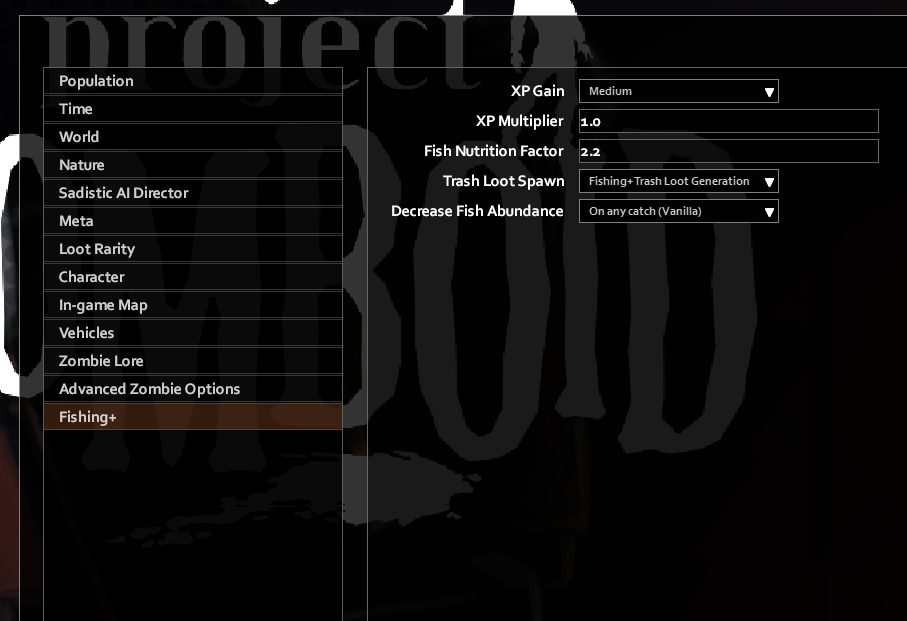 project
ZOMBOID
Population
Time
World
Nature
Sadistic AI Director
Meta
Loot Rarity
Character
In-game Map
Vehicles
Zombie Lore
Advanced Zombie Options
Fishing+
XP Gain Medium
XP Multiplier 1.0
Fish Nutrition Factor 2.2
Trash Loot Spawn Fishing+Trash Loot Generation
Decrease Fish Abundance On any catch (Vanilla)